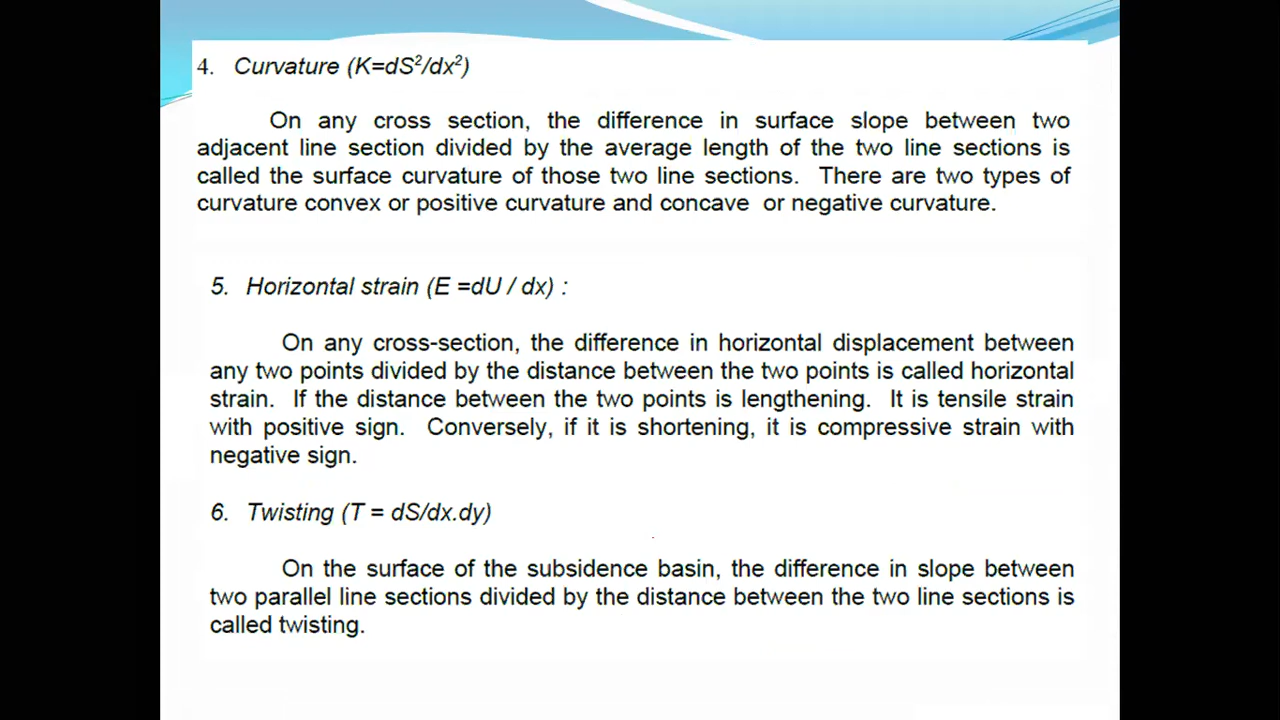 4. Curvature (K=dS²/dx²)
On any cross section, the difference in surface slope between two
adjacent line section divided by the average length of the two line sections is
called the surface curvature of those two line sections. There are two types of
curvature convex or positive curvature and concave or negative curvature.
5. Horizontal strain (E =dU / dx) :
On any cross-section, the difference in horizontal displacement between
any two points divided by the distance between the two points is called horizontal
strain. If the distance between the two points is lengthening. It is tensile strain
with positive sign. Conversely, if it is shortening, it is compressive strain with
negative sign.
6. Twisting (T = dS/dx.dy)
On the surface of the subsidence basin, the difference in slope between
two parallel line sections divided by the distance between the two line sections is
called twisting.